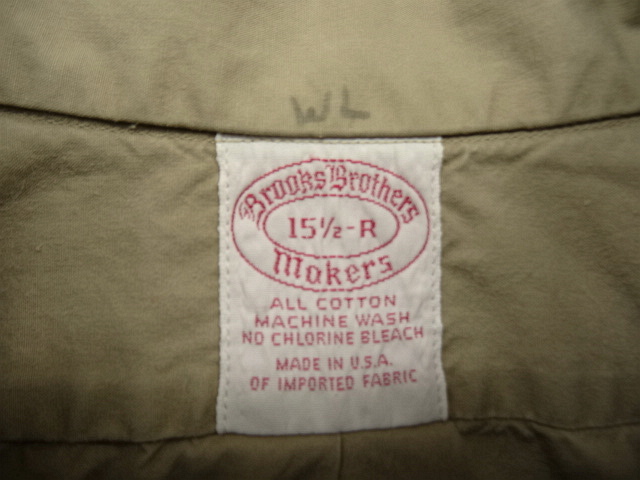 WL
Brooks Brothers
15½-R
Makers
ALL COTTON
MACHINE WASH
NO CHLORINE BLEACH
MADE IN U.S.A.
OF IMPORTED FABRIC